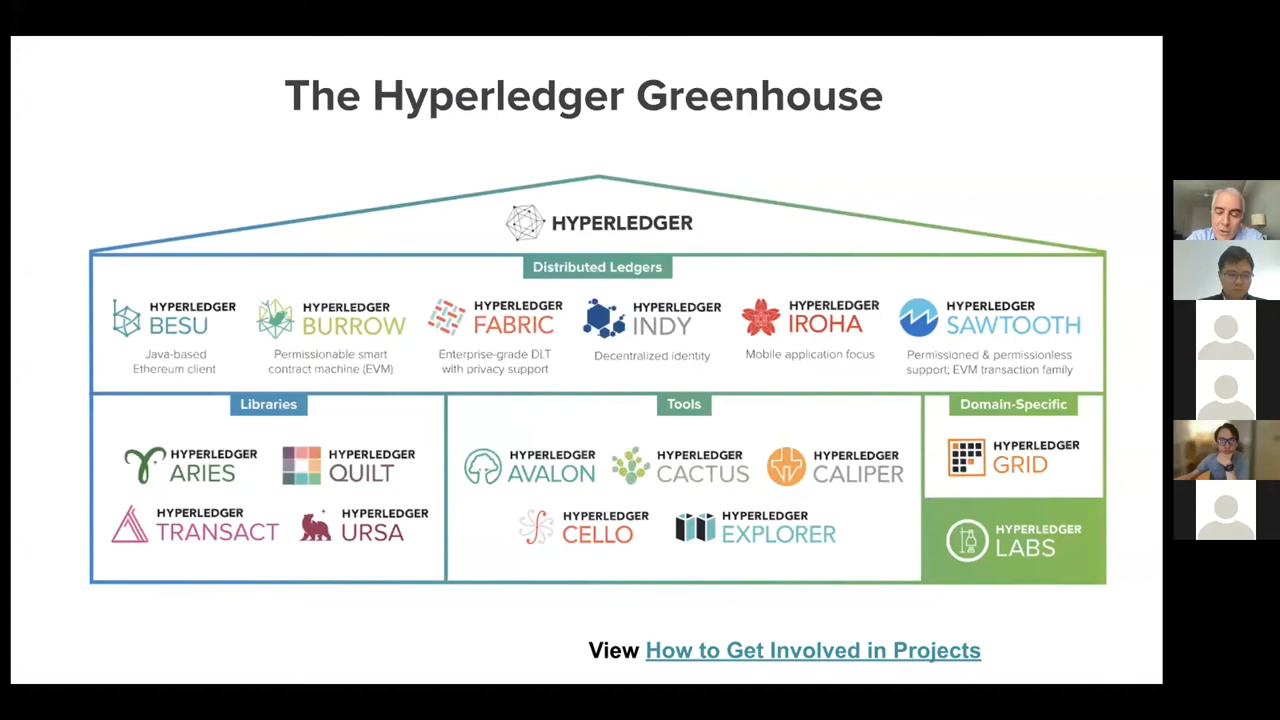 The Hyperledger Greenhouse
HYPERLEDGER
Distributed Ledgers
HYPERLEDGER
BESU
Java-based
Ethereum client
HYPERLEDGER
BURROW
Permissionable smart
contract machine (EVM)
HYPERLEDGER
FABRIC
Enterprise-grade DLT
with privacy support
HYPERLEDGER
INDY
Decentralized identity
HYPERLEDGER
IROHA
Mobile application focus
HYPERLEDGER
SAWTOOTH
Permissioned & permissionless
support; EVM transaction family
Libraries
HYPERLEDGER
ARIES
HYPERLEDGER
QUILT
HYPERLEDGER
TRANSACT
HYPERLEDGER
URSA
Tools
HYPERLEDGER
AVALON
HYPERLEDGER
CACTUS
HYPERLEDGER
CALIPER
HYPERLEDGER
CELLO
HYPERLEDGER
EXPLORER
Domain-Specific
HYPERLEDGER
GRID
HYPERLEDGER
LABS
View How to Get Involved in Projects